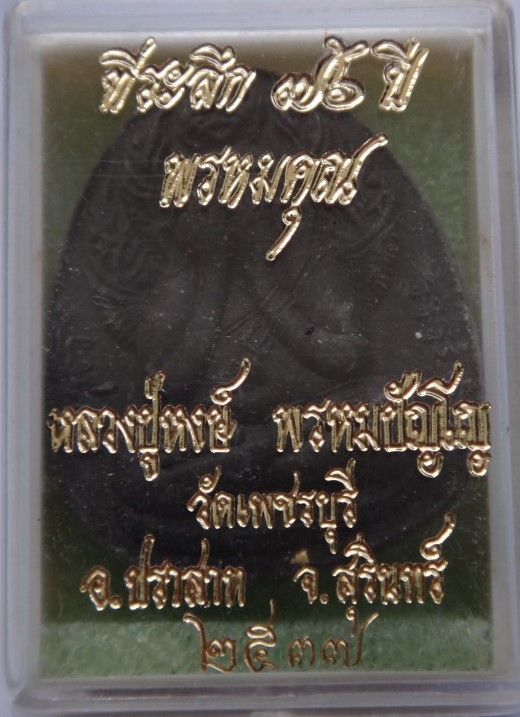 ที่ระลึก ๗๕ ปี
พรหมคุณ
หลวงปู่หงษ์ พรหมปัญโญ
วัดเพชรบุรี
อ.ปราสาท จ.สุรินทร์
๒๕๓๗